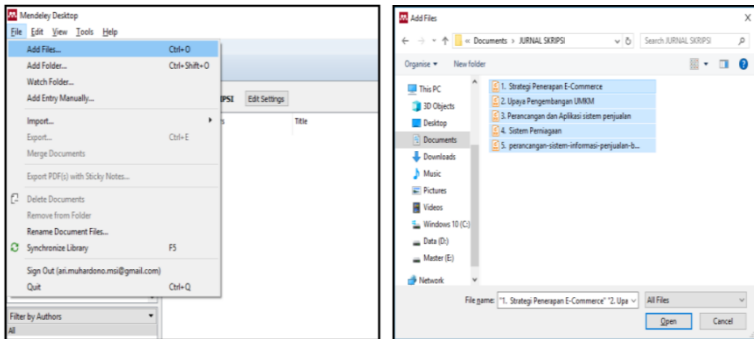 Mendeley Desktop
File Edit View Tools Help
Add Files... Ctrl+O
Add Folder... Ctrl+Shift+O
Watch Folder...
Add Entry Manually...
Import...
Export... Ctrl+E
Merge Documents
Export PDF(s) with Sticky Notes...
Delete Documents
Remove from Folder
Rename Document Files...
Synchronize Library F5
Sign Out (ari.muhardono.msi@gmail.com)
Quit Ctrl+Q
Edit Settings
Title
Filter by Authors
All
Add Files
« Documents > JURNAL SKRIPSI
Search JURNAL SKRIPSI
Organise New folder
This PC
3D Objects
Desktop
Documents
Downloads
Music
Pictures
Videos
Windows 10 (C:)
Data (D:)
Master (E:)
Network
1. Strategi Penerapan E-Commerce
2. Upaya Pengembangan UMKM
3. Perancangan dan Aplikasi sistem penjualan
4. Sistem Perniagaan
5. perancangan-sistem-informasi-penjualan-b...
File name: "1. Strategi Penerapan E-Commerce" "2. Upa
All Files
Open Cancel